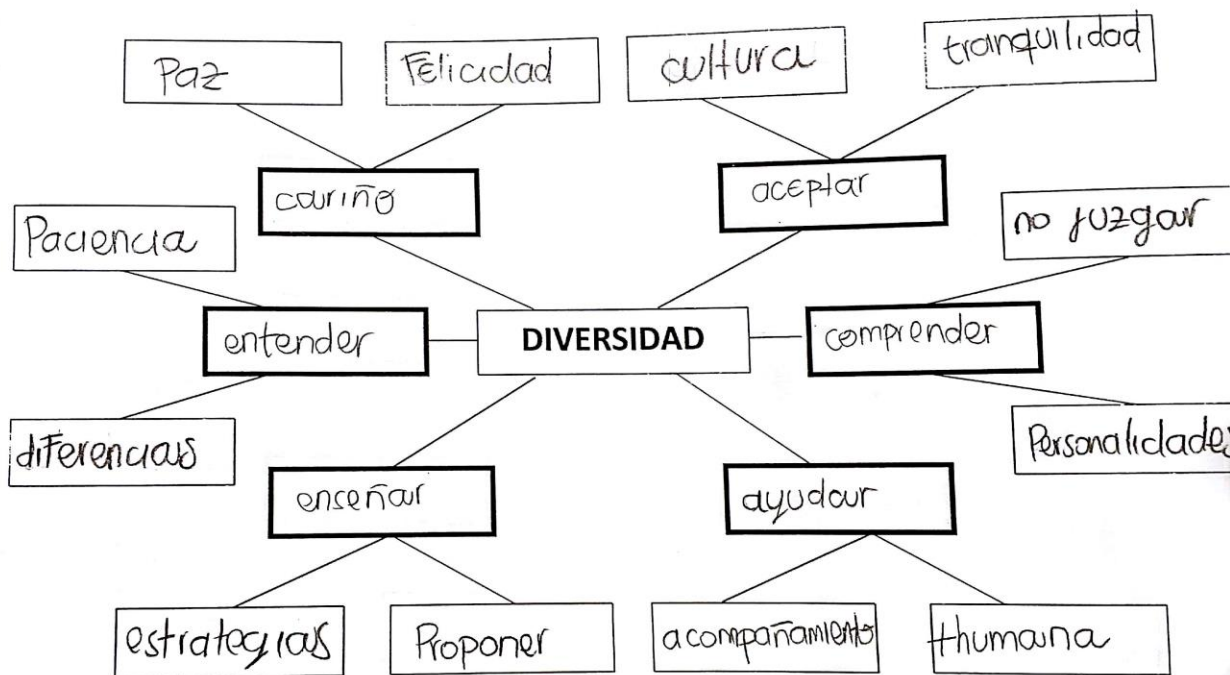 Paz
Felicidad
cultura
tranquilidad
cariño
aceptar
Paciencia
no juzgar
entender
DIVERSIDAD
comprender
diferencias
Personalidades
enseñar
ayudar
estrategias
Proponer
acompañamiento
+humana